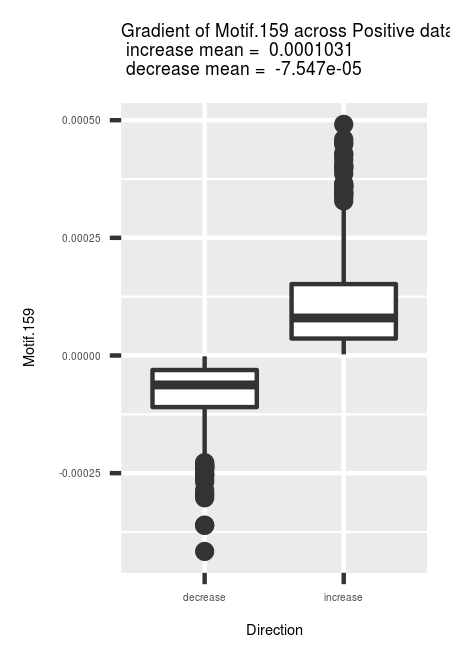 Gradient of Motif.159 across Positive data
increase mean =  0.0001031
decrease mean =  -7.547e-05
0.00050
0.00025
0.00000
-0.00025
Motif.159
decrease
increase
Direction